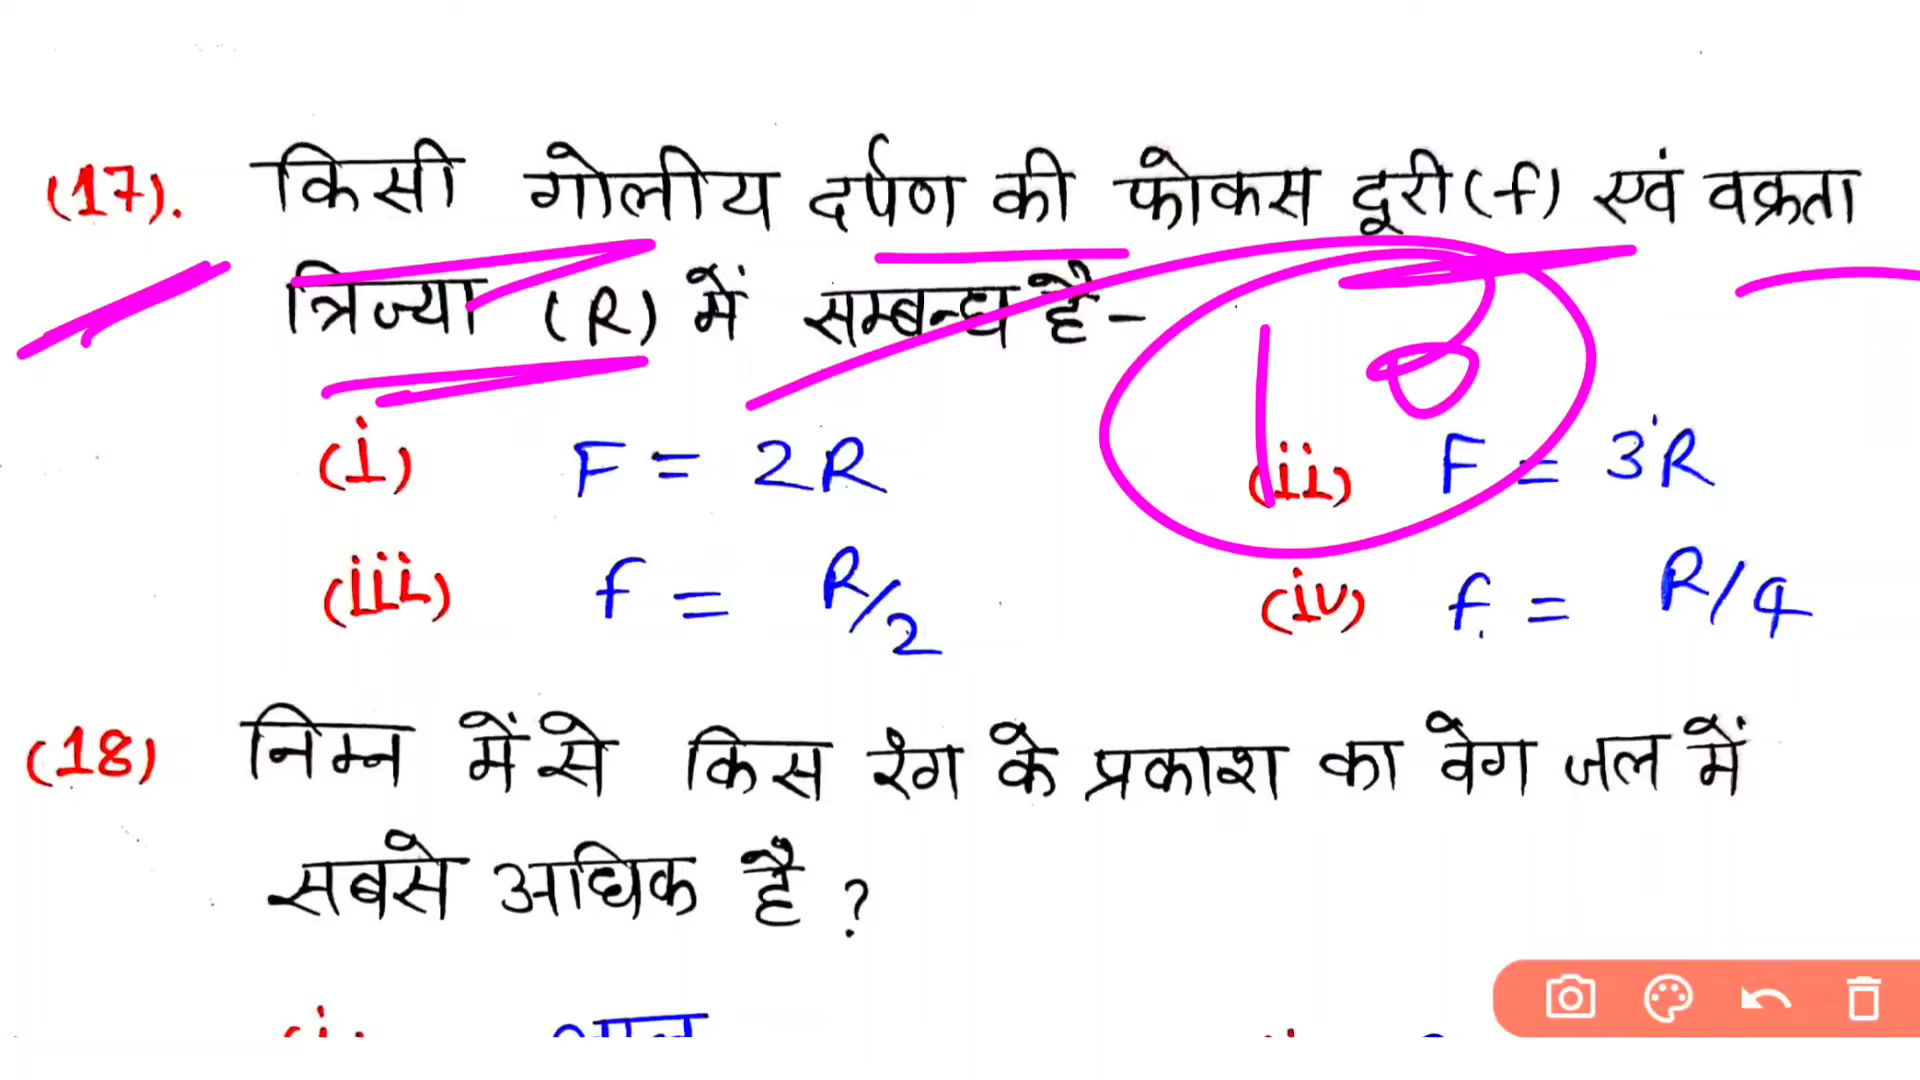 (17). किसी गोलीय दर्पण की फोकस दूरी (f) एवं वक्रता
त्रिज्या (R) में सम्बन्ध है-
(i) F = 2R (ii) F = 3R
(iii) f = R/2 (iv) f = R/4
(18) निम्न में से किस रंग के प्रकाश का वेग जल में
सबसे अधिक है ?